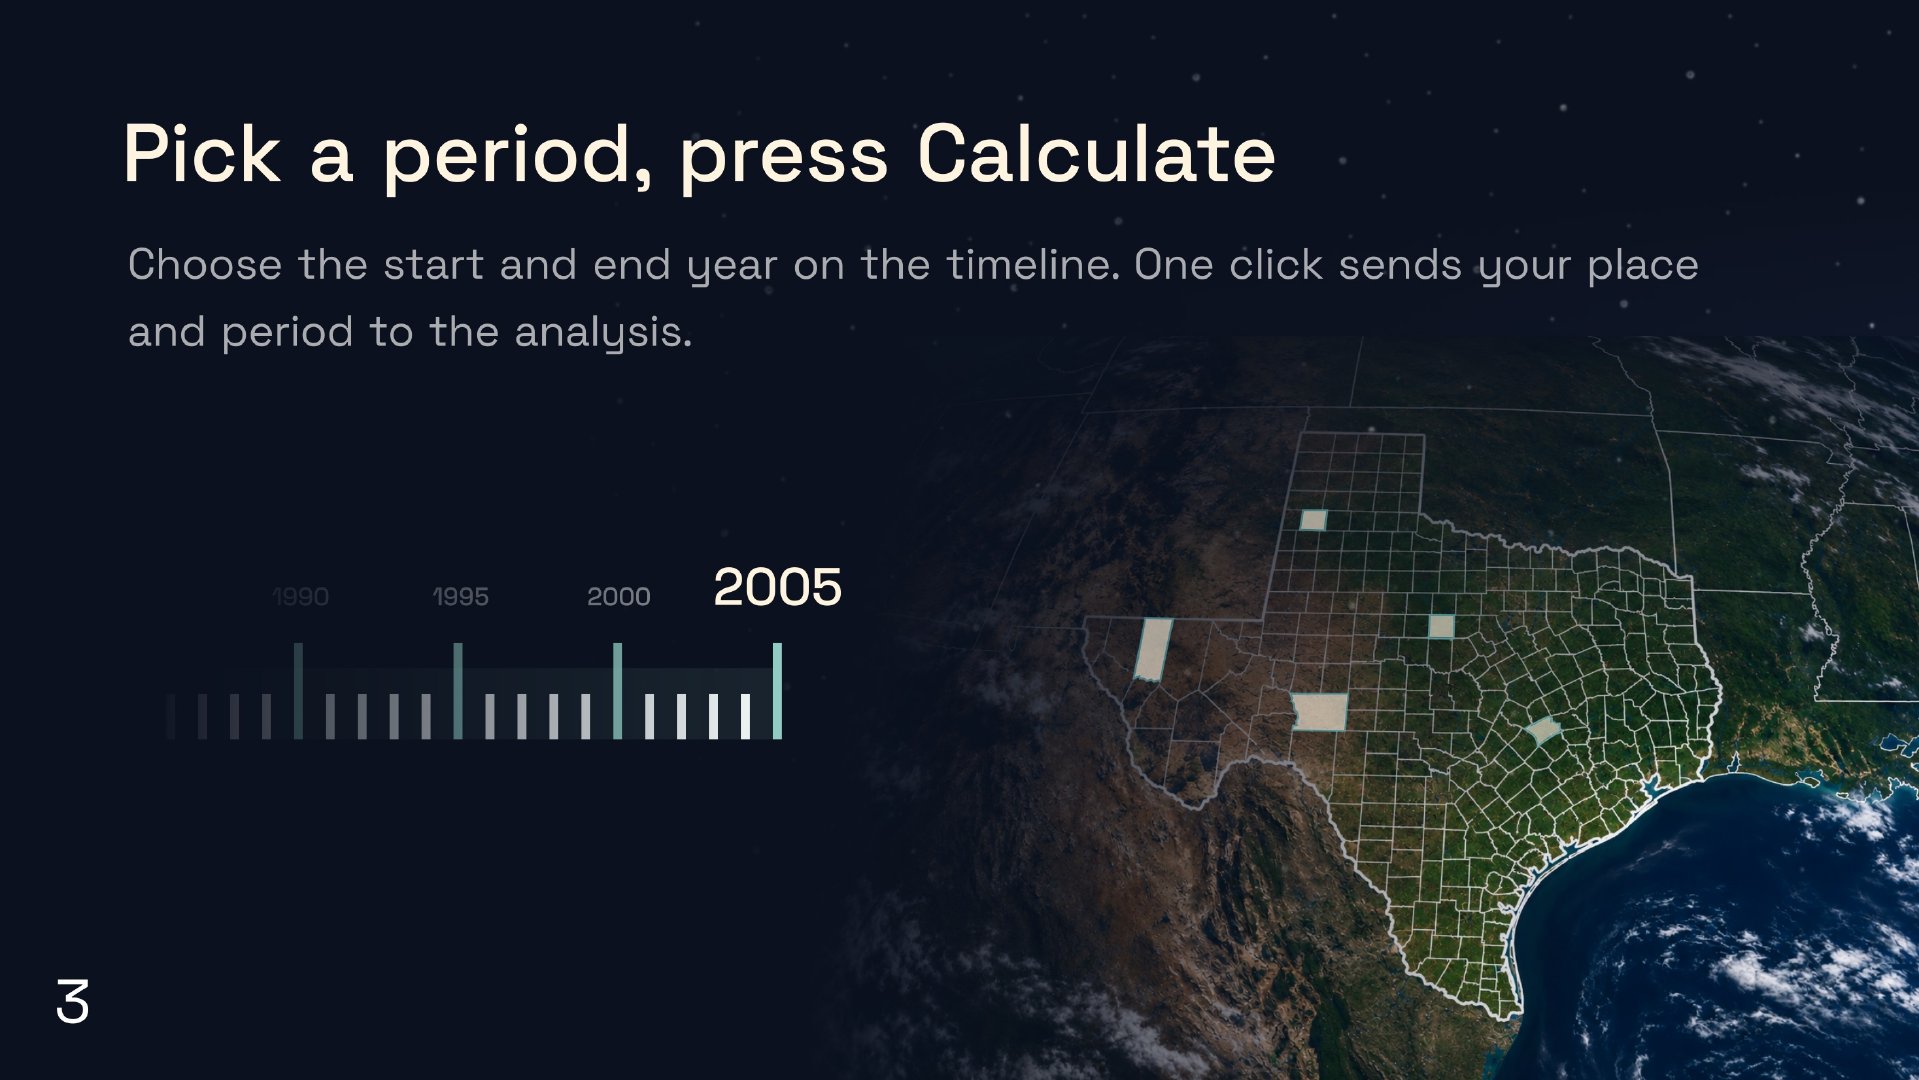 Pick a period, press Calculate
Choose the start and end year on the timeline. One click sends your place
and period to the analysis.
1990 1995 2000 2005
3